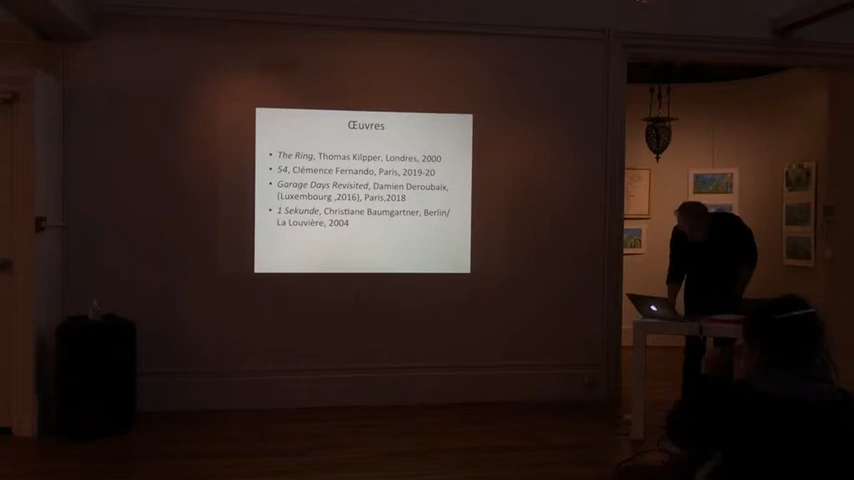 Œuvres
• The Ring, Thomas Kilpper, Londres, 2000
• 54, Clémence Fernando, Paris, 2019-20
• Garage Days Revisited, Damien Deroubaix,
(Luxembourg ,2016), Paris,2018
• 1 Sekunde, Christiane Baumgartner, Berlin/
La Louvière, 2004